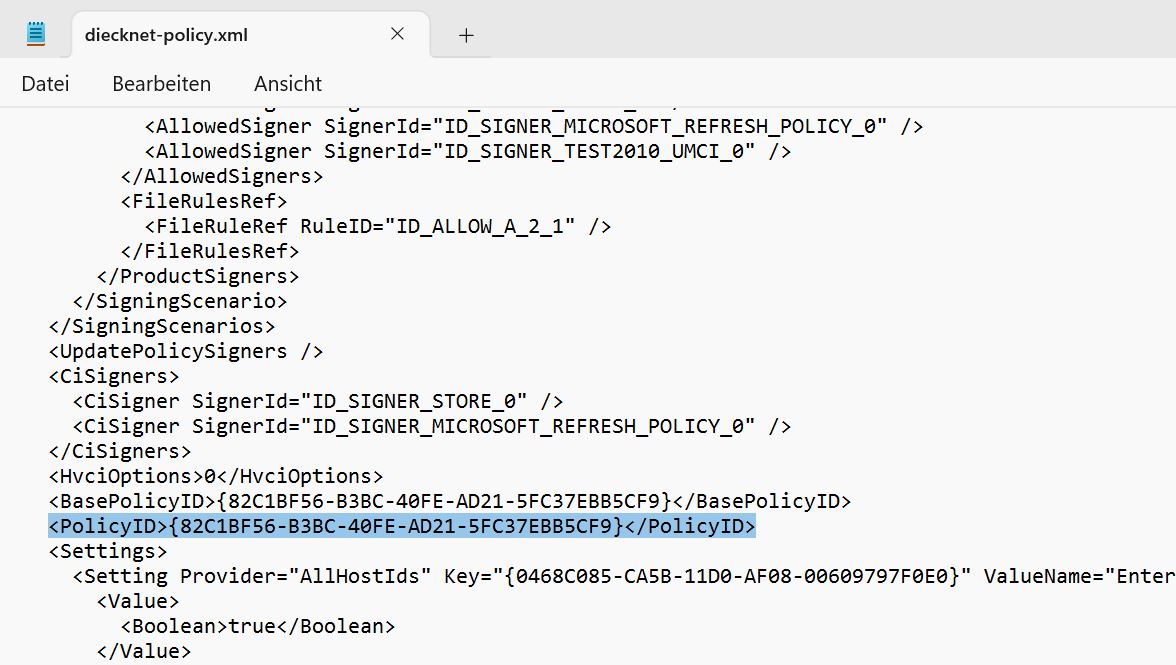 diecknet-policy.xml
Datei Bearbeiten Ansicht
<AllowedSigner SignerId="ID_SIGNER_MICROSOFT_REFRESH_POLICY_0" />
<AllowedSigner SignerId="ID_SIGNER_TEST2010_UMCI_0" />
</AllowedSigners>
<FileRulesRef>
<FileRuleRef RuleID="ID_ALLOW_A_2_1" />
</FileRulesRef>
</ProductSigners>
</SigningScenario>
</SigningScenarios>
<UpdatePolicySigners />
<CiSigners>
<CiSigner SignerId="ID_SIGNER_STORE_0" />
<CiSigner SignerId="ID_SIGNER_MICROSOFT_REFRESH_POLICY_0" />
</CiSigners>
<HvciOptions>0</HvciOptions>
<BasePolicyID>{82C1BF56-B3BC-40FE-AD21-5FC37EBB5CF9}</BasePolicyID>
<PolicyID>{82C1BF56-B3BC-40FE-AD21-5FC37EBB5CF9}</PolicyID>
<Settings>
<Setting Provider="AllHostIds" Key="{0468C085-CA5B-11D0-AF08-00609797F0E0}" ValueName="Enter
<Value>
<Boolean>true</Boolean>
</Value>